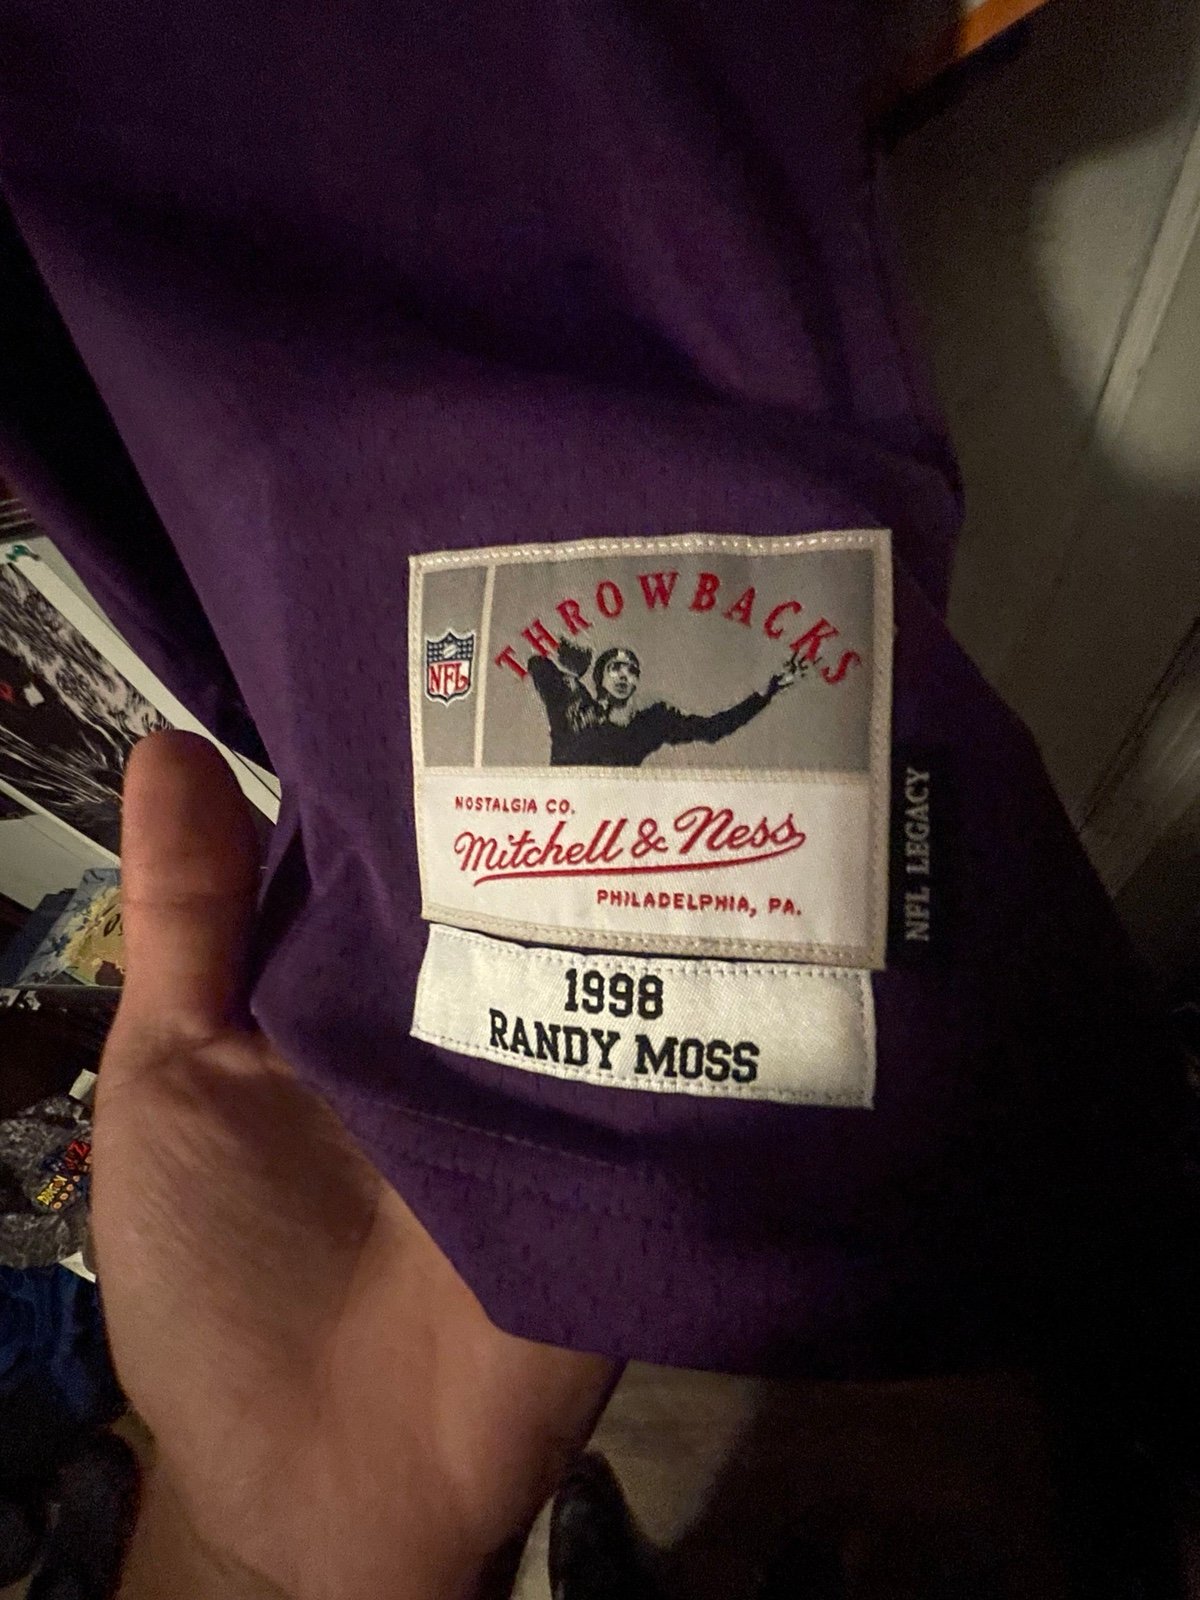 THROWBACKS
NFL
NOSTALGIA CO.
Mitchell & Ness
PHILADELPHIA, PA.
NFL LEGACY
1998
RANDY MOSS